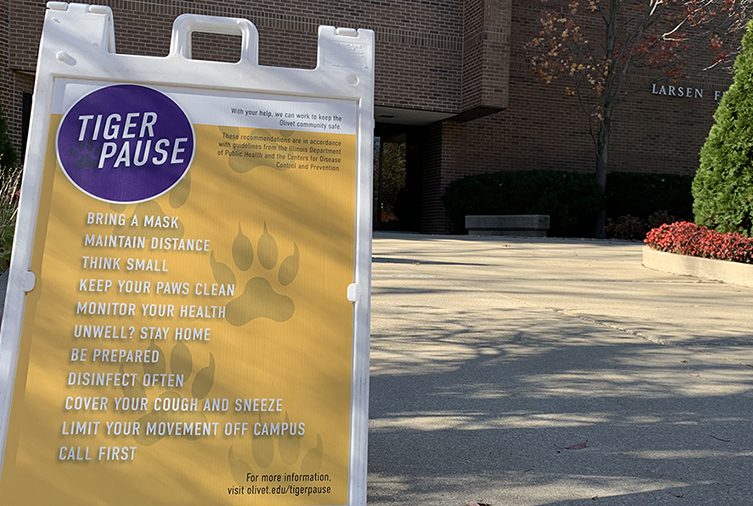 TIGER
PAUSE
With your help, we can work to keep the
Olivet community safe.
These recommendations are in accordance
with guidelines from the Illinois Department
of Public Health and the Centers for Disease
Control and Prevention.
BRING A MASK
MAINTAIN DISTANCE
THINK SMALL
KEEP YOUR PAWS CLEAN
MONITOR YOUR HEALTH
UNWELL? STAY HOME
BE PREPARED
DISINFECT OFTEN
COVER YOUR COUGH AND SNEEZE
LIMIT YOUR MOVEMENT OFF CAMPUS
CALL FIRST
For more information,
visit olivet.edu/tigerpause
LARSEN